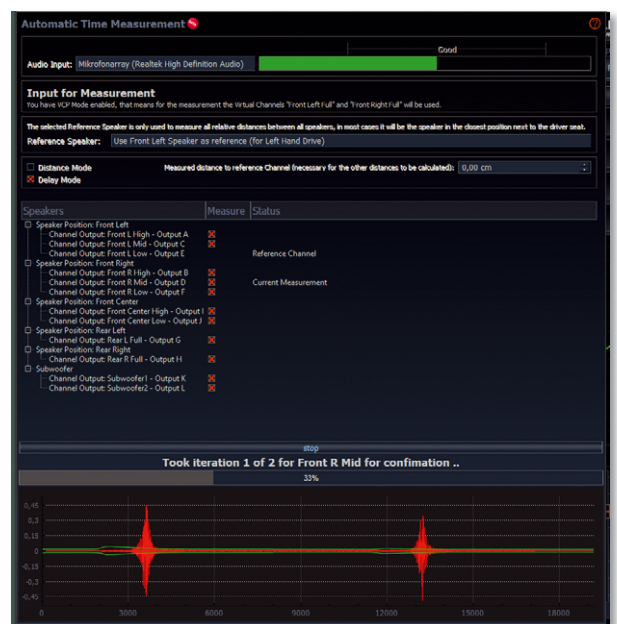 Automatic Time Measurement
Good
Audio Input: Mikrofonarray (Realtek High Definition Audio)
Input for Measurement
You have VCP Mode enabled, that means for the measurement the Virtual Channels "Front Left Full" and "Front Right Full" will be used.
The selected Reference Speaker is only used to measure all relative distances between all speakers, in most cases it will be the speaker in the closest position next to the driver seat.
Reference Speaker: Use Front Left Speaker as reference (for Left Hand Drive)
Distance Mode Measured distance to reference Channel (necessary for the other distances to be calculated): 0,00 cm
Delay Mode
Speakers Measure Status
Speaker Position: Front Left
Channel Output: Front L High - Output A
Channel Output: Front L Mid - Output C
Channel Output: Front L Low - Output E Reference Channel
Speaker Position: Front Right
Channel Output: Front R High - Output B
Channel Output: Front R Mid - Output D Current Measurement
Channel Output: Front R Low - Output F
Speaker Position: Front Center
Channel Output: Front Center High - Output I
Channel Output: Front Center Low - Output J
Speaker Position: Rear Left
Channel Output: Rear L Full - Output G
Speaker Position: Rear Right
Channel Output: Rear R Full - Output H
Subwoofer
Channel Output: Subwoofer1 - Output K
Channel Output: Subwoofer2 - Output L
stop
Took iteration 1 of 2 for Front R Mid for confimation ..
33%
0,45
0,3
0,15
0
-0,15
-0,3
-0,45
0 3000 6000 9000 12000 15000 18000